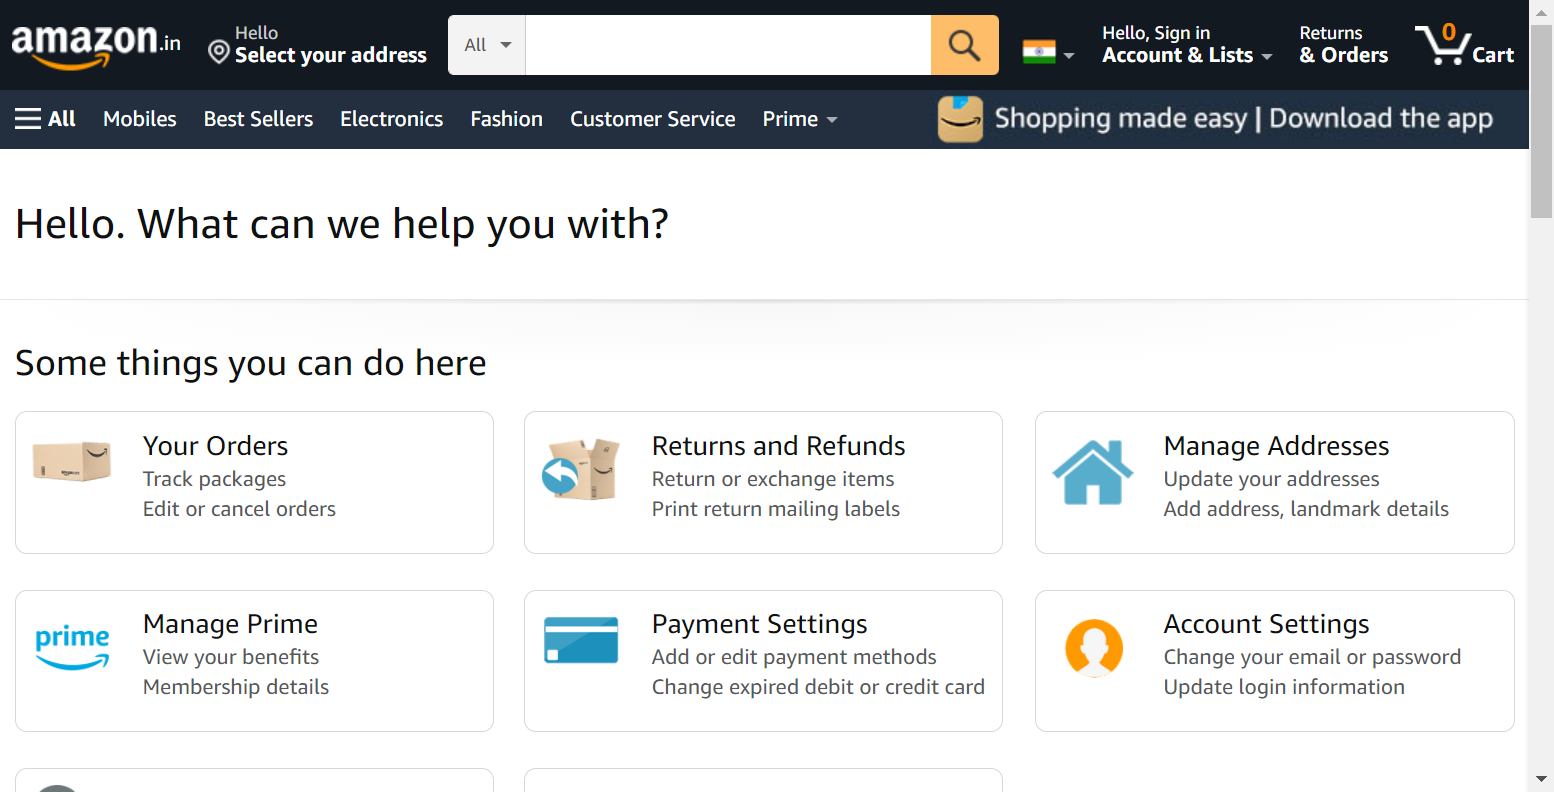 amazon.in
Hello
Select your address
All
Hello, Sign in
Account & Lists
Returns
& Orders
0
Cart
All
Mobiles
Best Sellers
Electronics
Fashion
Customer Service
Prime
Shopping made easy | Download the app
Hello. What can we help you with?
Some things you can do here
Your Orders
Track packages
Edit or cancel orders
Returns and Refunds
Return or exchange items
Print return mailing labels
Manage Addresses
Update your addresses
Add address, landmark details
prime
Manage Prime
View your benefits
Membership details
Payment Settings
Add or edit payment methods
Change expired debit or credit card
Account Settings
Change your email or password
Update login information